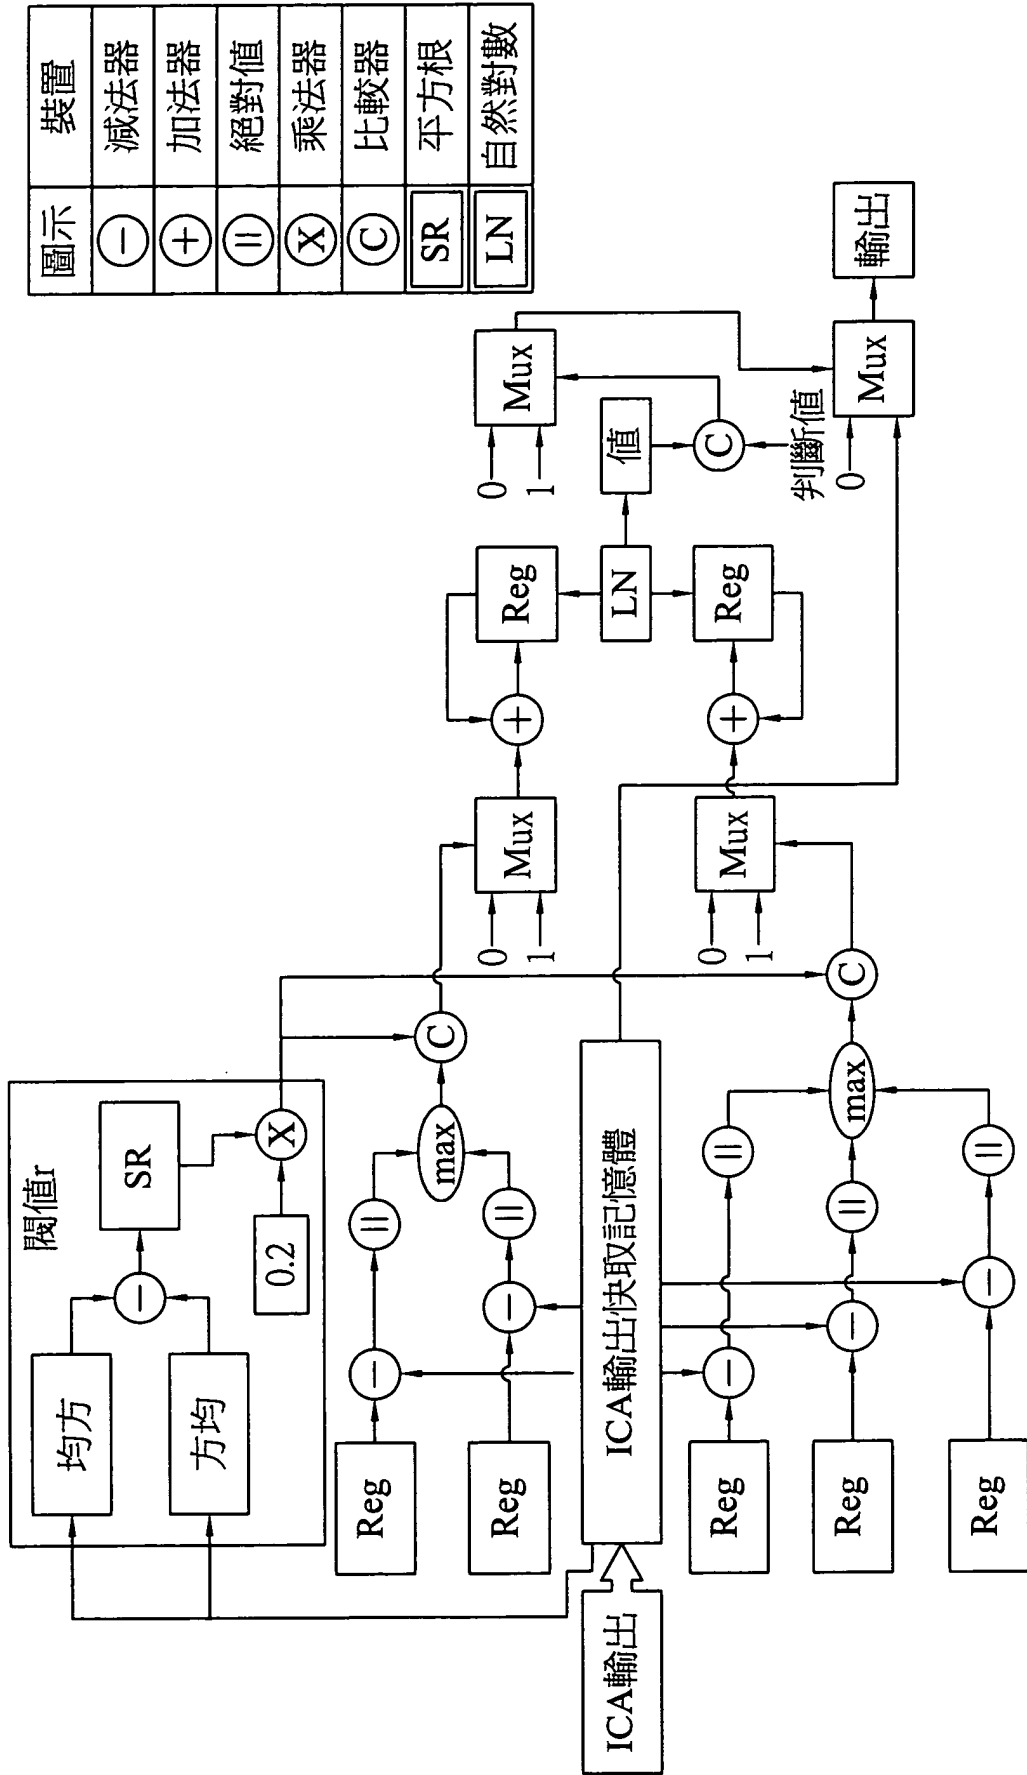 圖示 裝置
− 減法器
+ 加法器
|| 絕對值
X 乘法器
C 比較器
SR 平方根
LN 自然對數
閥值r
均方
方均
−
SR
0.2
X
Reg
−
||
Reg
−
||
max
C
0
1
Mux
+
Reg
ICA輸出
ICA輸出快取記憶體
LN
值
C
判斷值
0
1
Mux
Reg
−
||
Reg
−
||
Reg
−
||
max
C
0
1
Mux
+
Reg
0
Mux
輸出